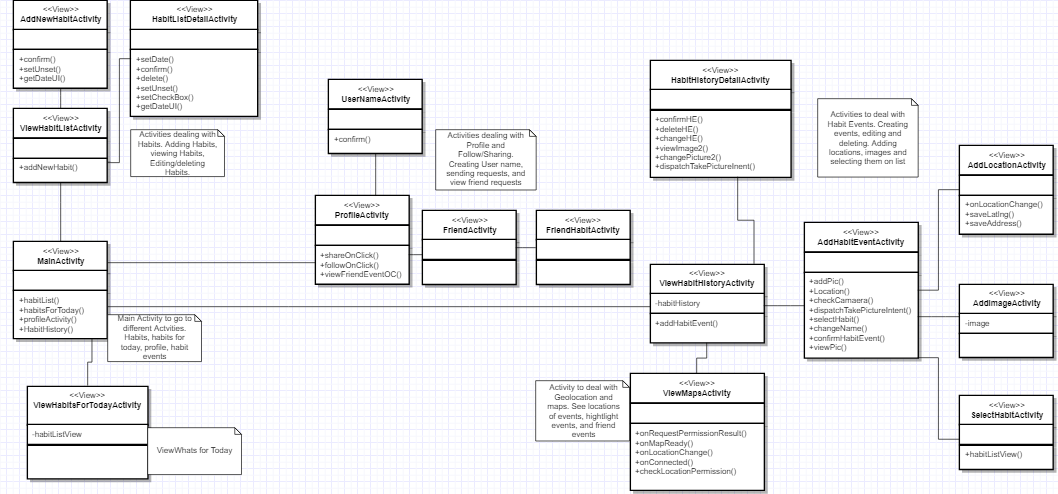 <<View>>
AddNewHabitActivity
+confirm()
+setUnset()
+getDateUI()
<<View>>
HabitListDetailActivity
+setDate()
+confirm()
+delete()
+setUnset()
+setCheckBox()
+getDateUI()
<<View>>
ViewHabitListActivity
+addNewHabit()
Activities dealing with
Habits. Adding Habits,
viewing Habits,
Editing/deleting
Habits.
<<View>>
UserNameActivity
+confirm()
Activities dealing with
Profile and
Follow/Sharing.
Creating User name,
sending requests, and
view friend requests
<<View>>
HabitHistoryDetailActivity
+confirmHE()
+deleteHE()
+changeHE()
+viewImage2()
+changePicture2()
+dispatchTakePictureInent()
Activities to deal with
Habit Events. Creating
events, editing and
deleting. Adding
locations, images and
selecting them on list
<<View>>
AddLocationActivity
+onLocationChange()
+saveLatlng()
+saveAddress()
<<View>>
MainActivity
+habitList()
+habitsForToday()
+profileActivity()
+HabitHistory()
Main Activity to go to
different Actvities.
Habits, habits for
today, profile, habit
events
<<View>>
ProfileActivity
+shareOnClick()
+followOnClick()
+viewFriendEventOC()
<<View>>
FriendActivity
<<View>>
FriendHabitActivity
<<View>>
ViewHabitHistoryActivity
-habitHistory
+addHabitEvent()
<<View>>
AddHabitEventActivity
+addPic()
+Location()
+checkCamaera()
+dispatchTakePictureIntent()
+selectHabit()
+changeName()
+confirmHabitEvent()
+viewPic()
<<View>>
AddImageActivity
-image
<<View>>
ViewHabitsForTodayActivity
-habitListView
ViewWhats for Today
Activity to deal with
Geolocation and
maps. See locations
of events, hightlight
events, and friend
events
<<View>>
ViewMapsActivity
+onRequestPermissionResult()
+onMapReady()
+onLocationChange()
+onConnected()
+checkLocationPermission()
<<View>>
SelectHabitActivity
+habitListView()